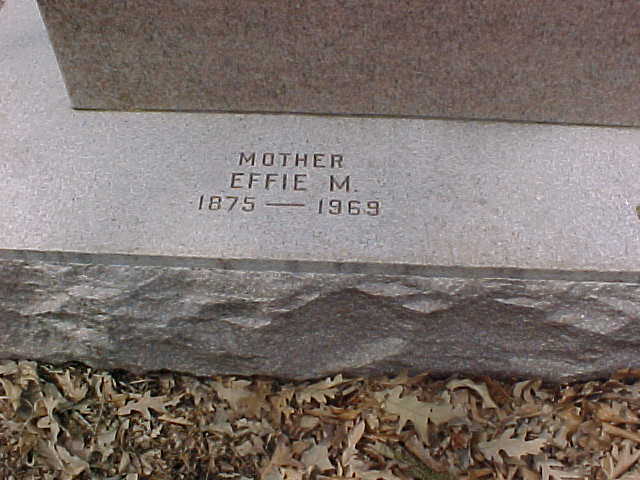 MOTHER
EFFIE M.
1875 — 1969